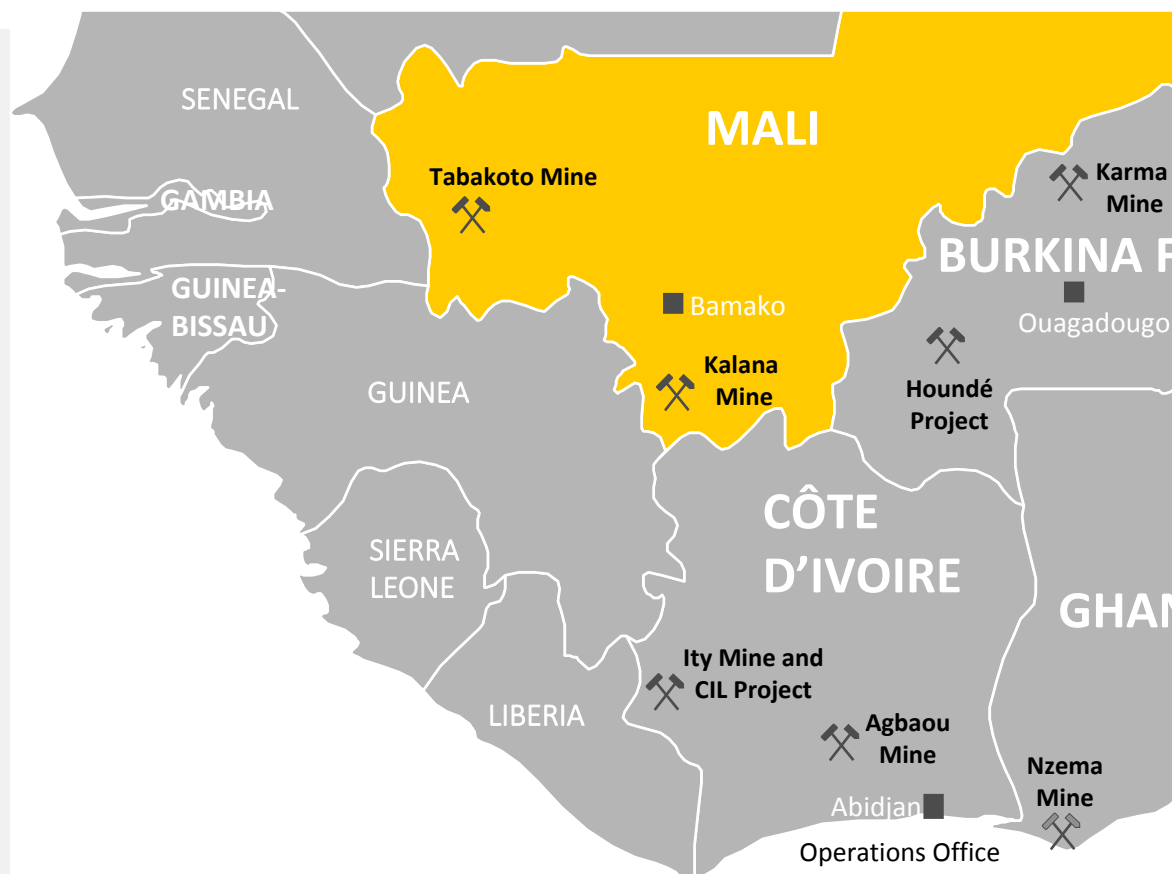 SENEGAL
MALI
Tabakoto Mine
Karma
Mine
GAMBIA
BURKINA F
GUINEA-
BISSAU
Bamako
Ouagadougo
Kalana
Mine
GUINEA
Houndé
Project
CÔTE
D'IVOIRE
SIERRA
LEONE
GHAN
Ity Mine and
CIL Project
LIBERIA
Agbaou
Mine
Nzema
Mine
Abidjan
Operations Office